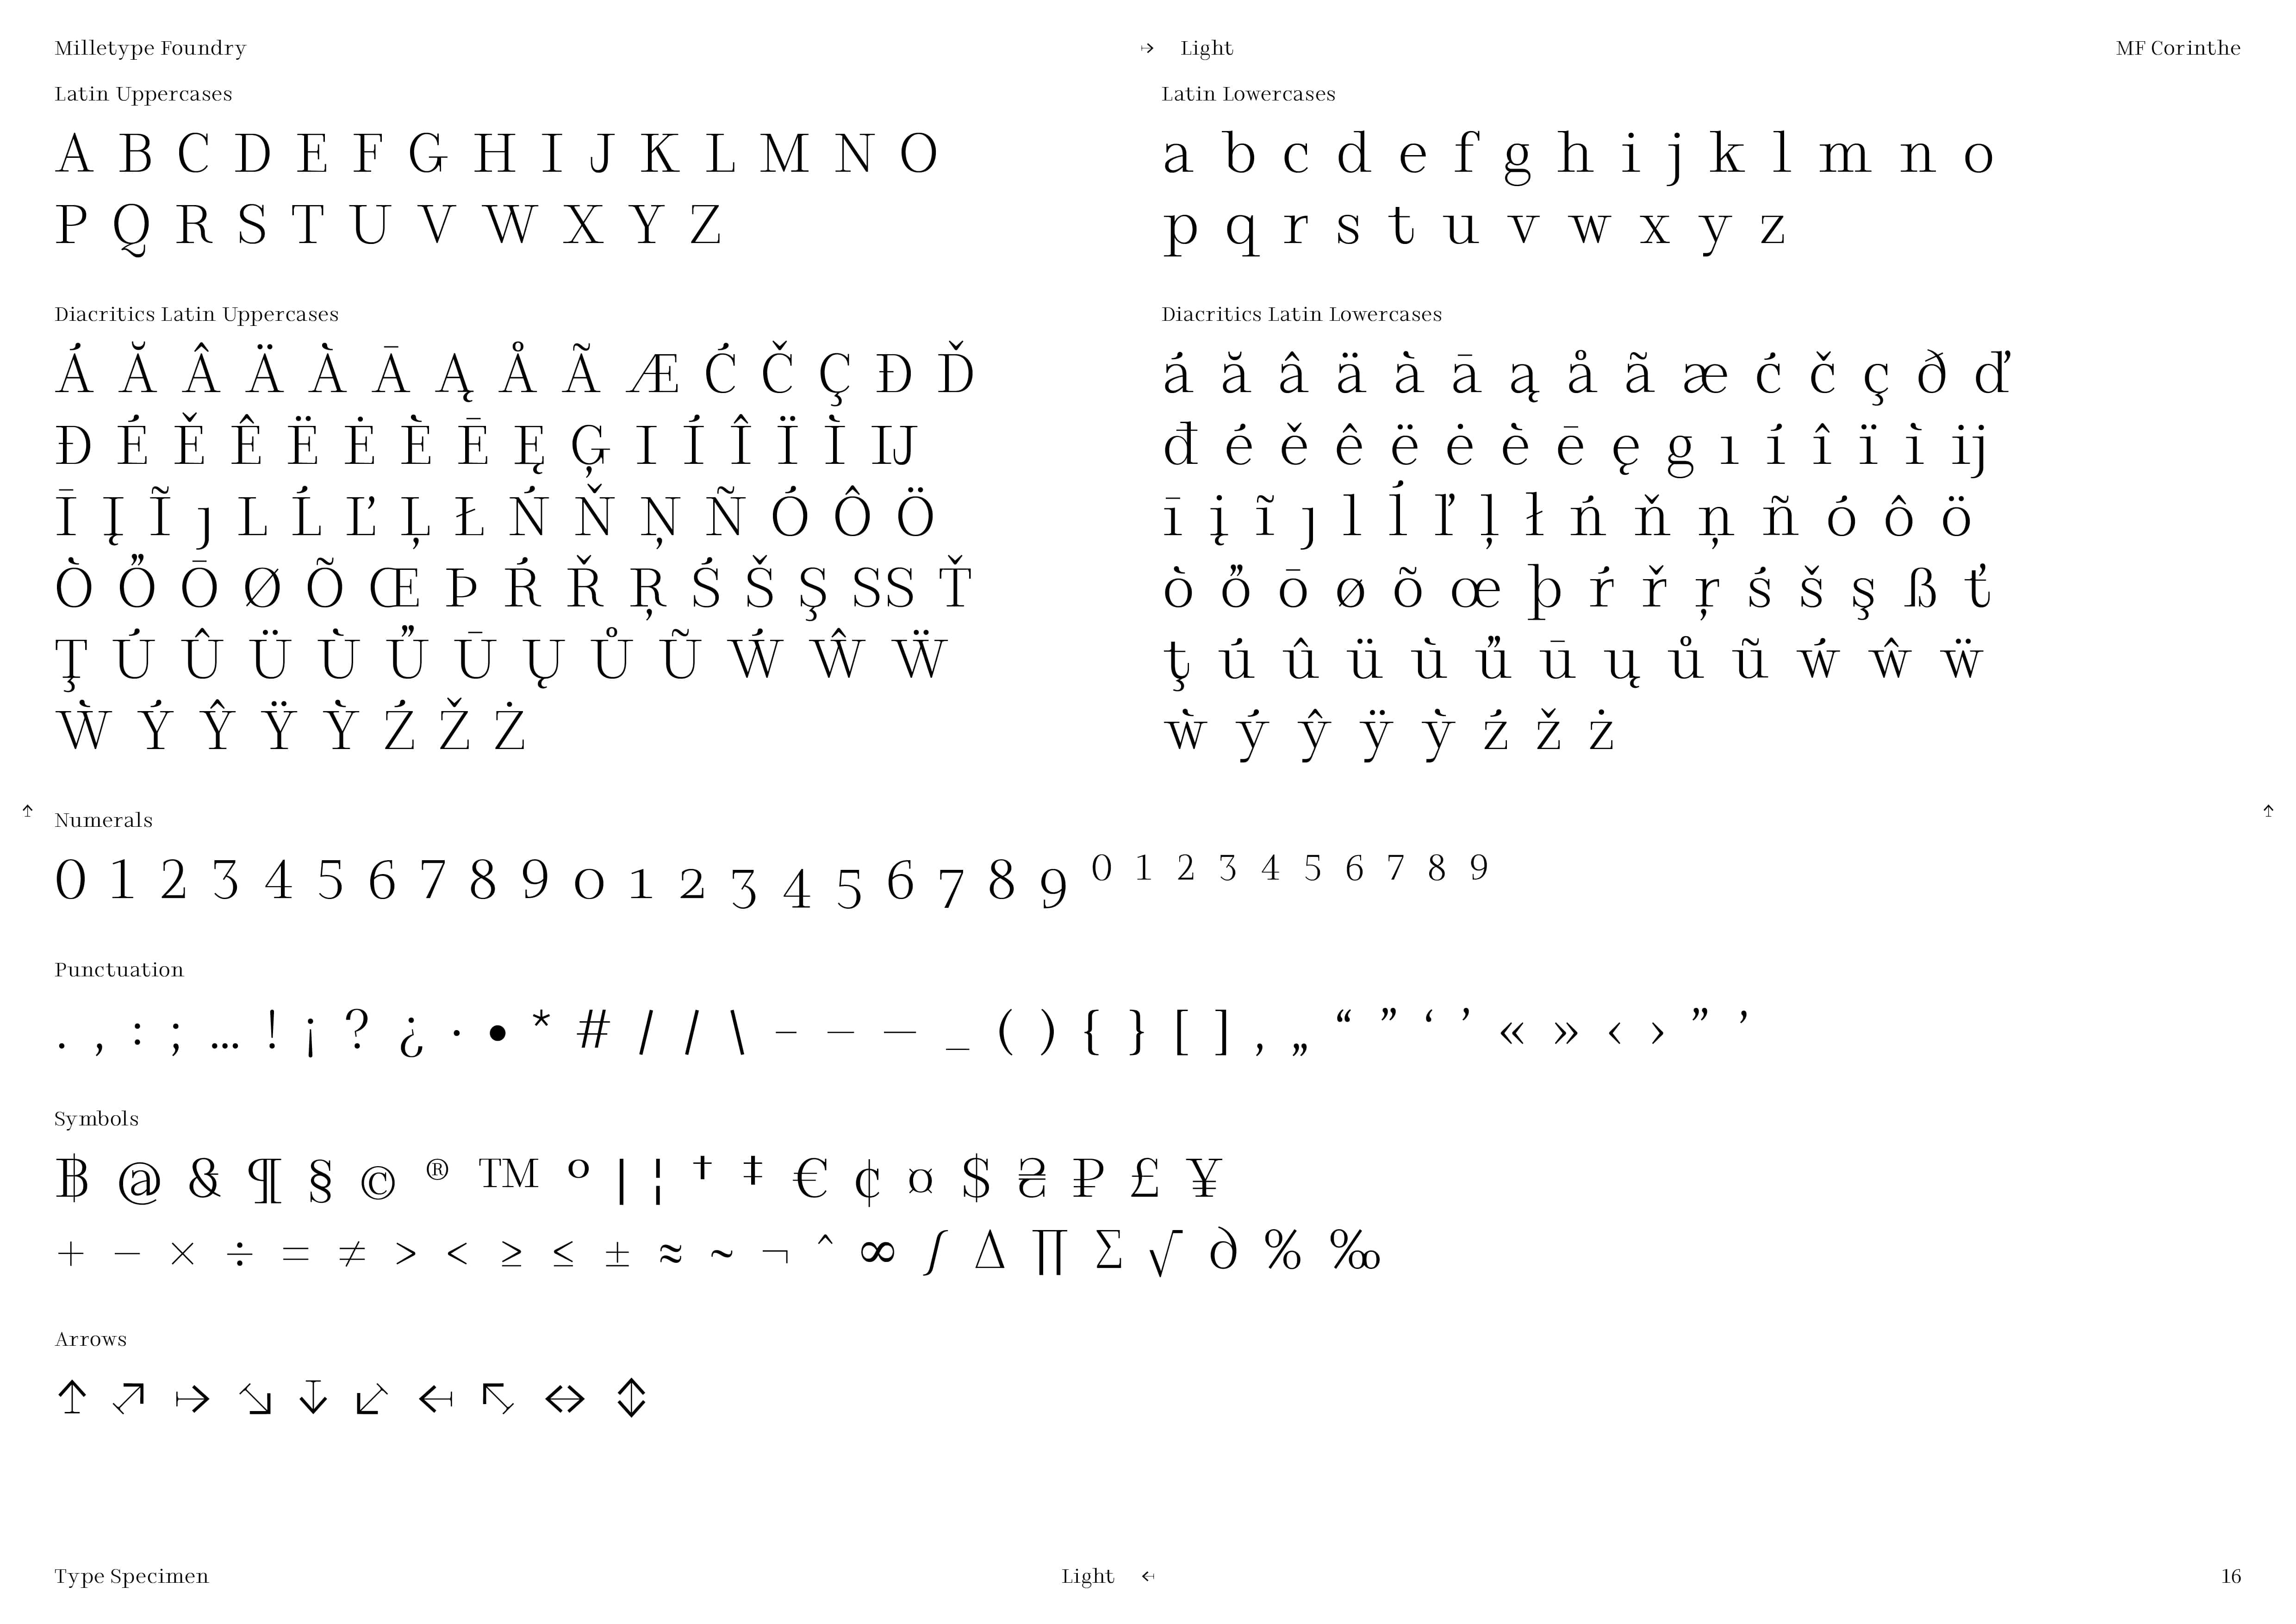 Milletype Foundry
→ Light
MF Corinthe
Latin Uppercases
A B C D E F G H I J K L M N O
P Q R S T U V W X Y Z
Latin Lowercases
a b c d e f g h i j k l m n o
p q r s t u v w x y z
Diacritics Latin Uppercases
Á Ă Â Ä À Ā Ą Å Ã Æ Ć Č Ç Đ Ď
Đ É Ě Ê Ë Ė È Ē Ę Ģ I Í Î Ï Ì IJ
Ī Į Ĩ ȷ L Ĺ Ľ Ļ Ł Ń Ň Ņ Ñ Ó Ô Ö
Ò Ő Ō Ø Õ Œ Þ Ŕ Ř Ŗ Ś Š Ş SS Ť
Ţ Ú Û Ü Ù Ű Ū Ų Ů Ũ Ẃ Ŵ Ẅ
Ẁ Ý Ŷ Ÿ Ỳ Ź Ž Ż
Diacritics Latin Lowercases
á ă â ä à ā ą å ã æ ć č ç ð ď
đ é ě ê ë ė è ē ę g ı í î ï ì ij
ī į ĩ ȷ l ĺ ľ ļ ł ń ň ņ ñ ó ô ö
ò ő ō ø õ œ þ ŕ ř ŗ ś š ş ß ť
ţ ú û ü ù ű ū ų ů ũ ẃ ŵ ẅ
ẁ ý ŷ ÿ ỳ ź ž ż
↑
Numerals
↑
0 1 2 3 4 5 6 7 8 9 0 1 2 3 4 5 6 7 8 9 ⁰ ¹ ² ³ ⁴ ⁵ ⁶ ⁷ ⁸ ⁹
Punctuation
. , : ; … ! ¡ ? ¿ · • * # / / \ - – — _ ( ) { } [ ] ‚ „ “ ” ‘ ’ « » ‹ › ” ’
Symbols
฿ @ & ¶ § © ® ™ º | ¦ † ‡ € ¢ ¤ $ ₴ ₽ £ ¥
+ − × ÷ = ≠ > < ≥ ≤ ± ≈ ~ ¬ ^ ∞ ∫ ∆ ∏ ∑ √ ∂ % ‰
Arrows
↑ ↗ → ↘ ↓ ↙ ← ↖ ↔ ↕
Type Specimen
Light ←
16